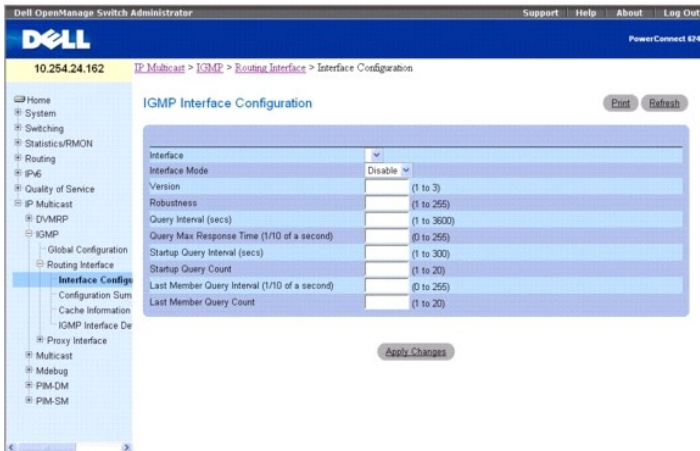 Dell OpenManage Switch Administrator
Support Help About Log Out
DELL
PowerConnect 624
10.254.24.162
IP Multicast > IGMP > Routing Interface > Interface Configuration
Home
System
Switching
Statistics/RMON
Routing
IPv6
Quality of Service
IP Multicast
DVMRP
IGMP
Global Configuration
Routing Interface
Interface Configu
Configuration Sum
Cache Information
IGMP Interface De
Proxy Interface
Multicast
Mdebug
PIM-DM
PIM-SM
IGMP Interface Configuration
Print Refresh
Interface
Interface Mode Disable
Version (1 to 3)
Robustness (1 to 255)
Query Interval (secs) (1 to 3600)
Query Max Response Time (1/10 of a second) (0 to 255)
Startup Query Interval (secs) (1 to 300)
Startup Query Count (1 to 20)
Last Member Query Interval (1/10 of a second) (0 to 255)
Last Member Query Count (1 to 20)
Apply Changes